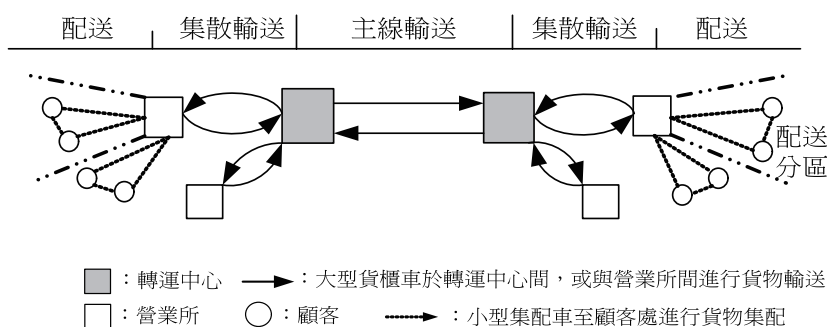 配送 集散輸送 主線輸送 集散輸送 配送
配送
分區
：轉運中心 ：大型貨櫃車於轉運中心間，或與營業所間進行貨物輸送
：營業所 ：顧客 ：小型集配車至顧客處進行貨物集配